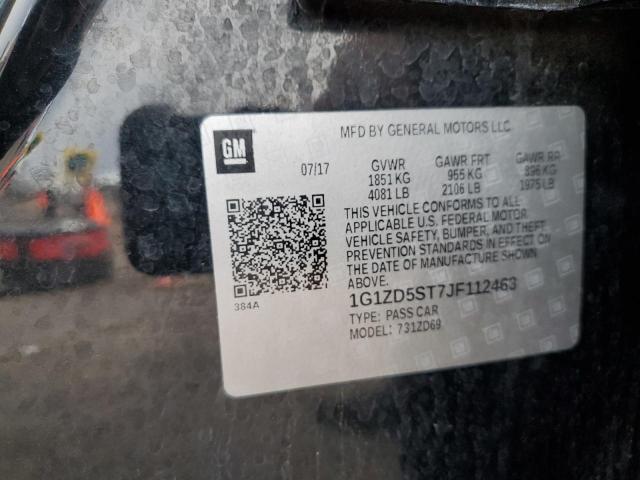 GM
MFD BY GENERAL MOTORS LLC
07/17 GVWR GAWR FRT GAWR RR
1851 KG 955 KG 896 KG
4081 LB 2106 LB 1975 LB
THIS VEHICLE CONFORMS TO ALL
APPLICABLE U.S. FEDERAL MOTOR
VEHICLE SAFETY, BUMPER, AND THEFT
PREVENTION STANDARDS IN EFFECT ON
THE DATE OF MANUFACTURE SHOWN
ABOVE.
1G1ZD5ST7JF112463
TYPE: PASS CAR
MODEL: 731ZD69
384A